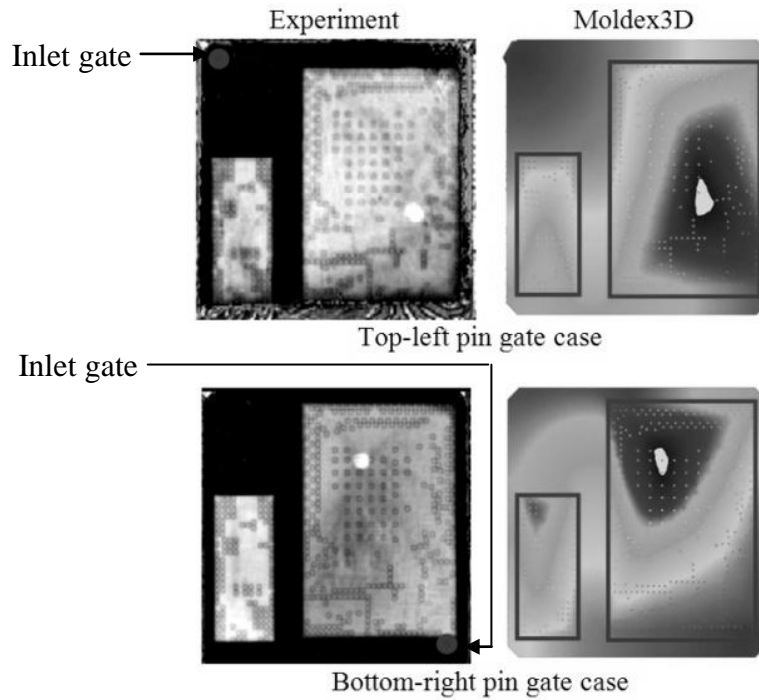 Experiment
Moldex3D
Inlet gate
Top-left pin gate case
Inlet gate
Bottom-right pin gate case